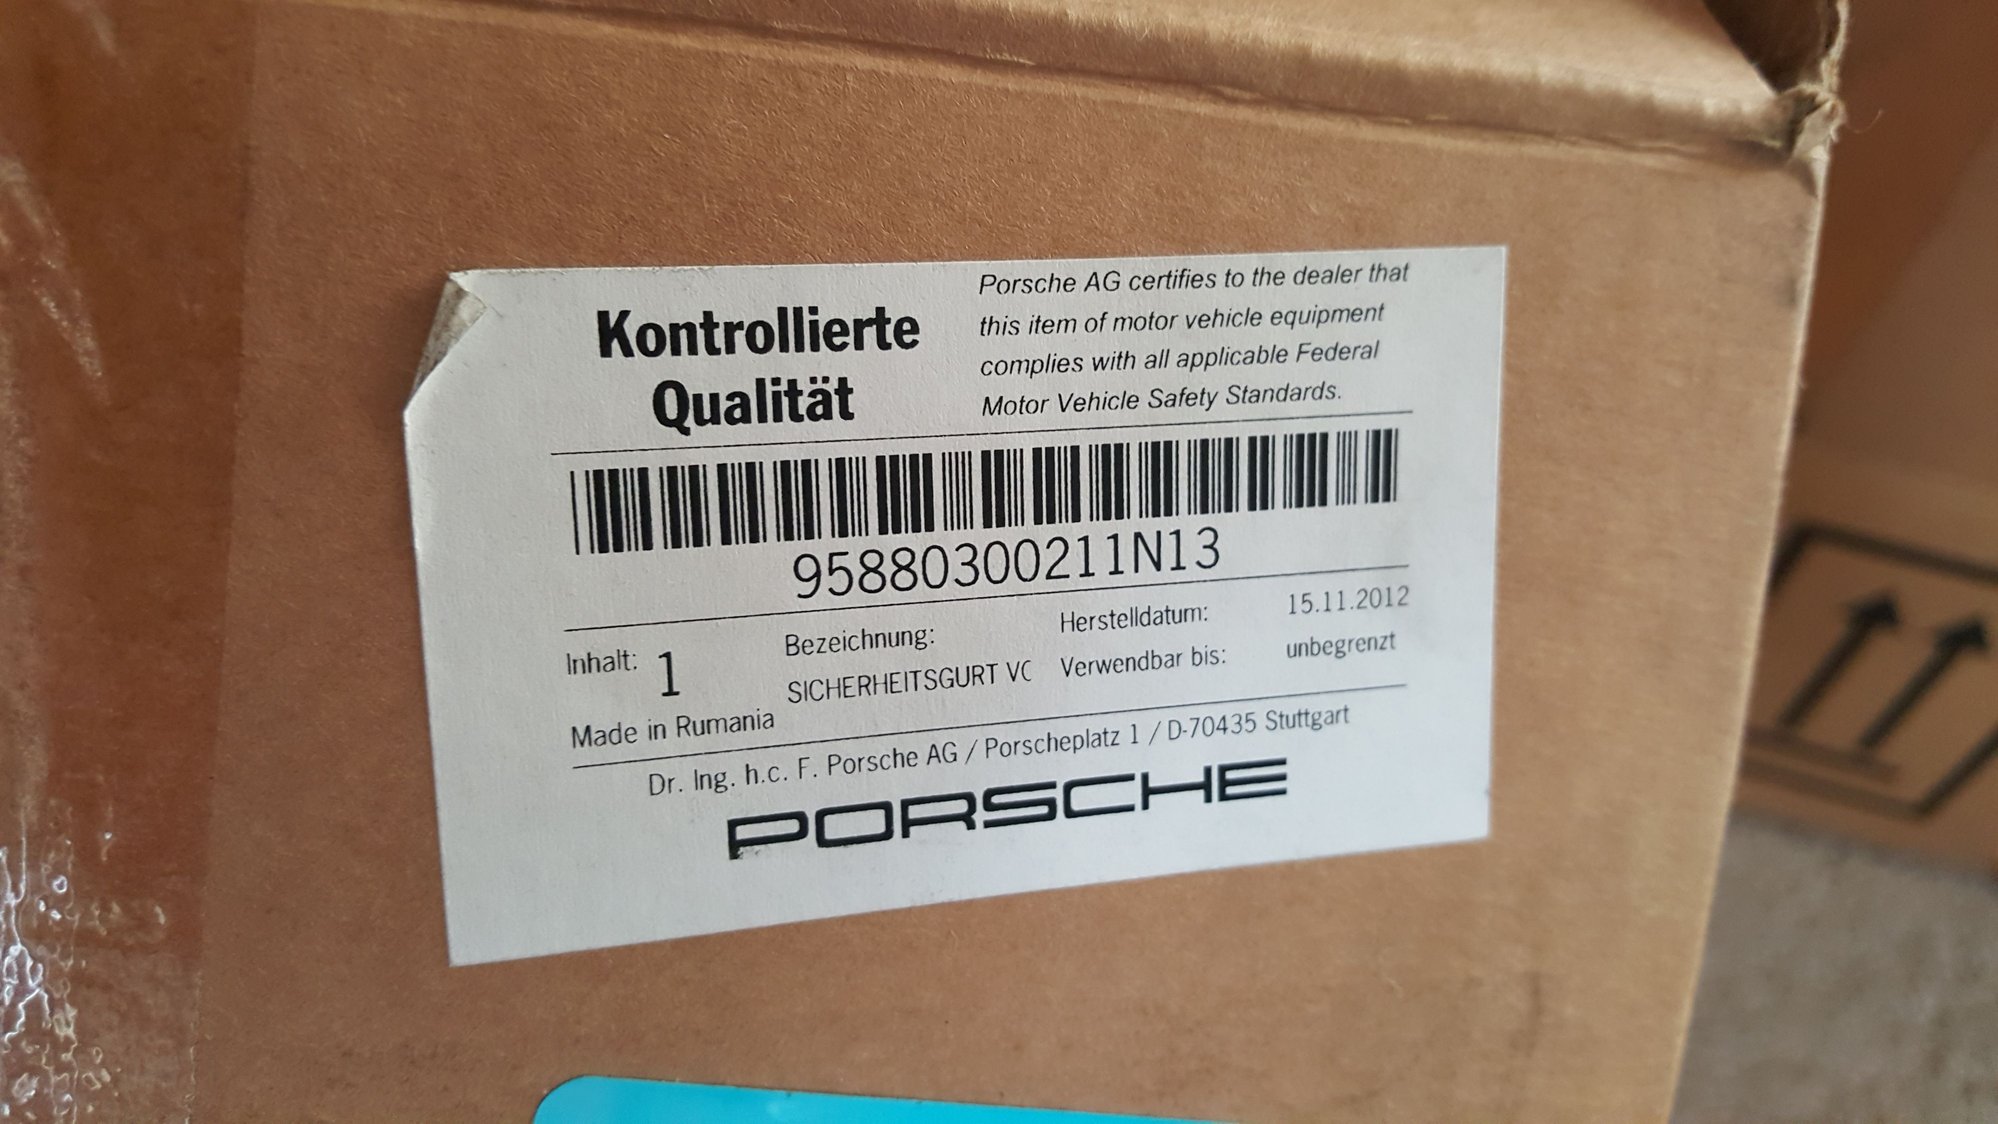 Kontrollierte
Qualität
Porsche AG certifies to the dealer that
this item of motor vehicle equipment
complies with all applicable Federal
Motor Vehicle Safety Standards.
95880300211N13
Inhalt: 1
Bezeichnung:
SICHERHEITSGURT VO
Herstelldatum: 15.11.2012
Verwendbar bis: unbegrenzt
Made in Rumania
Dr. Ing. h.c. F. Porsche AG / Porscheplatz 1 / D-70435 Stuttgart
PORSCHE